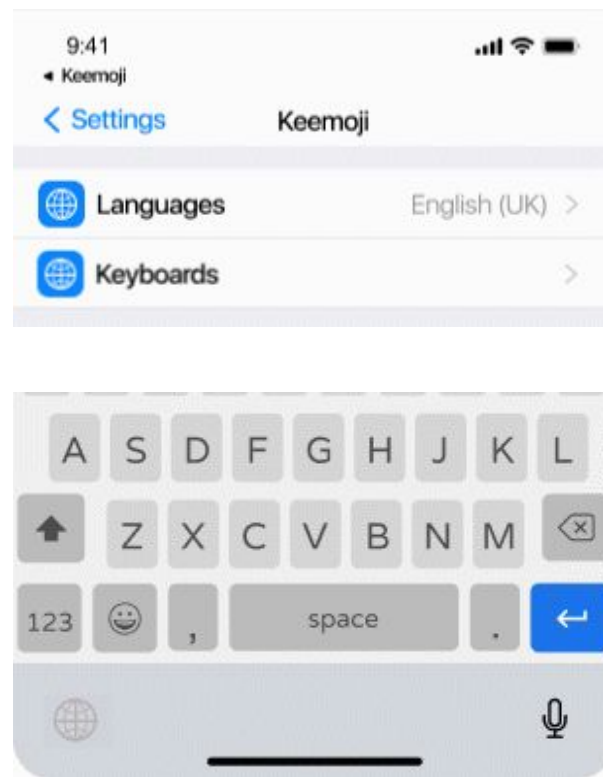 9:41
◂ Keemoji
Settings Keemoji
Languages English (UK)
Keyboards
A S D F G H J K L
Z X C V B N M
123 , space .